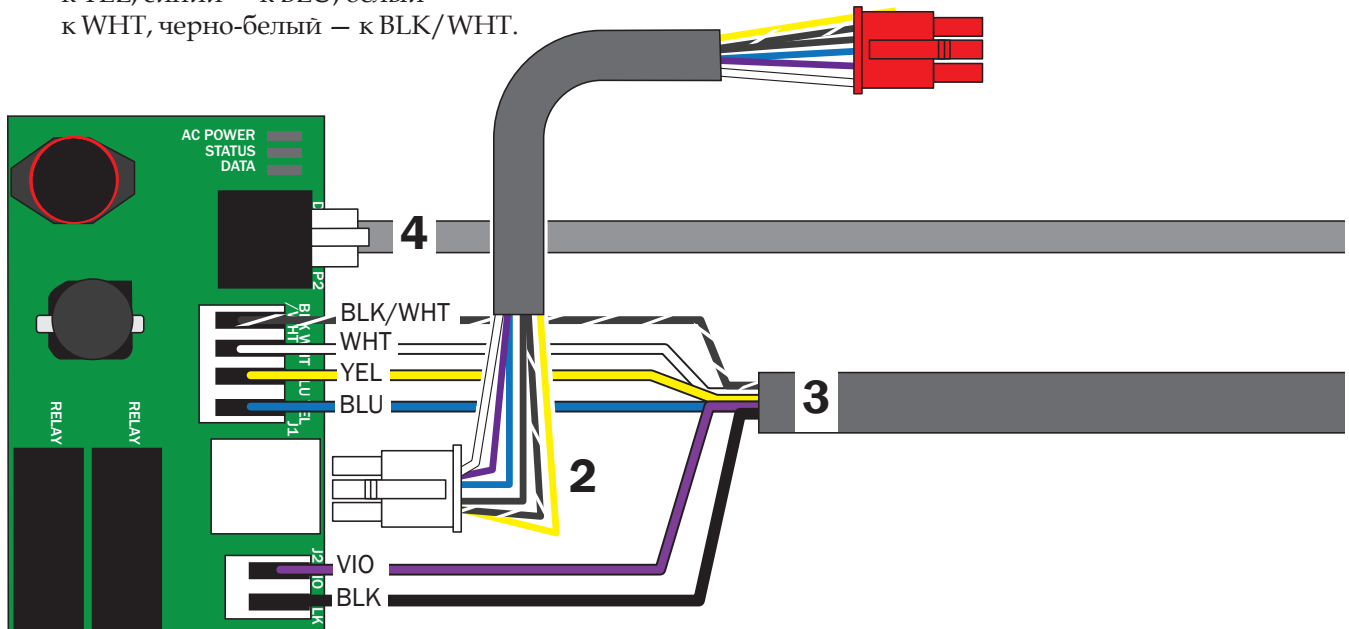 к WHT, черно-белый — к BLK/WHT.
AC POWER
STATUS
DATA
4
P2
BLK/WHT
WHT
YEL
BLU
3
J1
RELAY
RELAY
2
J2
VIO
BLK